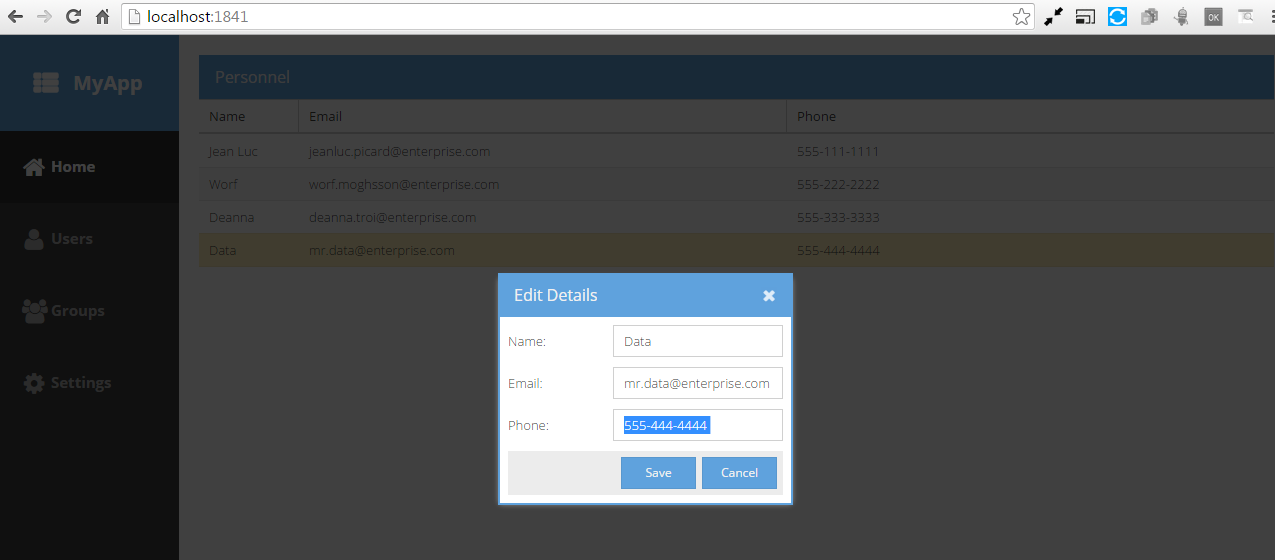 localhost:1841
OK
MyApp
Home
Users
Groups
Settings
Personnel
Name Email Phone
Jean Luc jeanluc.picard@enterprise.com 555-111-1111
Worf worf.moghsson@enterprise.com 555-222-2222
Deanna deanna.troi@enterprise.com 555-333-3333
Data mr.data@enterprise.com 555-444-4444
Edit Details
Name: Data
Email: mr.data@enterprise.com
Phone: 555-444-4444
Save Cancel